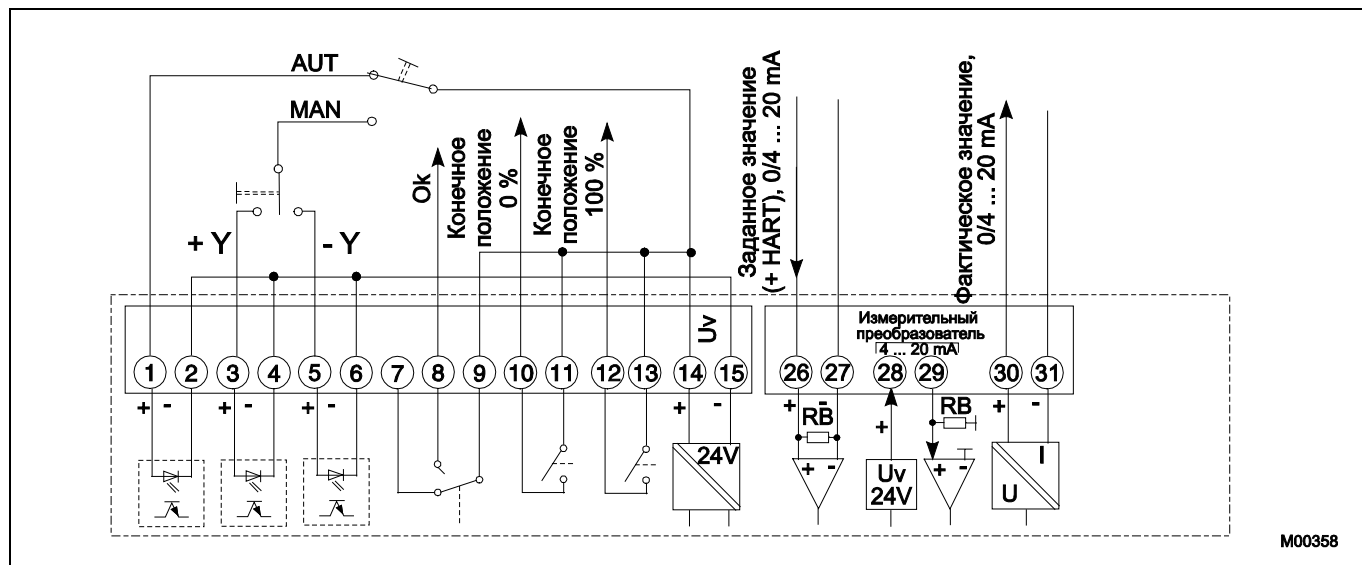 AUT
MAN
+ Y
- Y
Ok
Конечное
положение
0 %
Конечное
положение
100 %
Заданное значение
(+ HART), 0/4 ... 20 mA
Фактическое значение,
0/4 ... 20 mA
Uv
Измерительный
преобразователь
4 ... 20 mA
1 2 3 4 5 6 7 8 9 10 11 12 13 14 15 26 27 28 29 30 31
+ - + - + - + - + - + + -
RB
RB
24V
+ -
Uv
24V
+ -
I
U
M00358